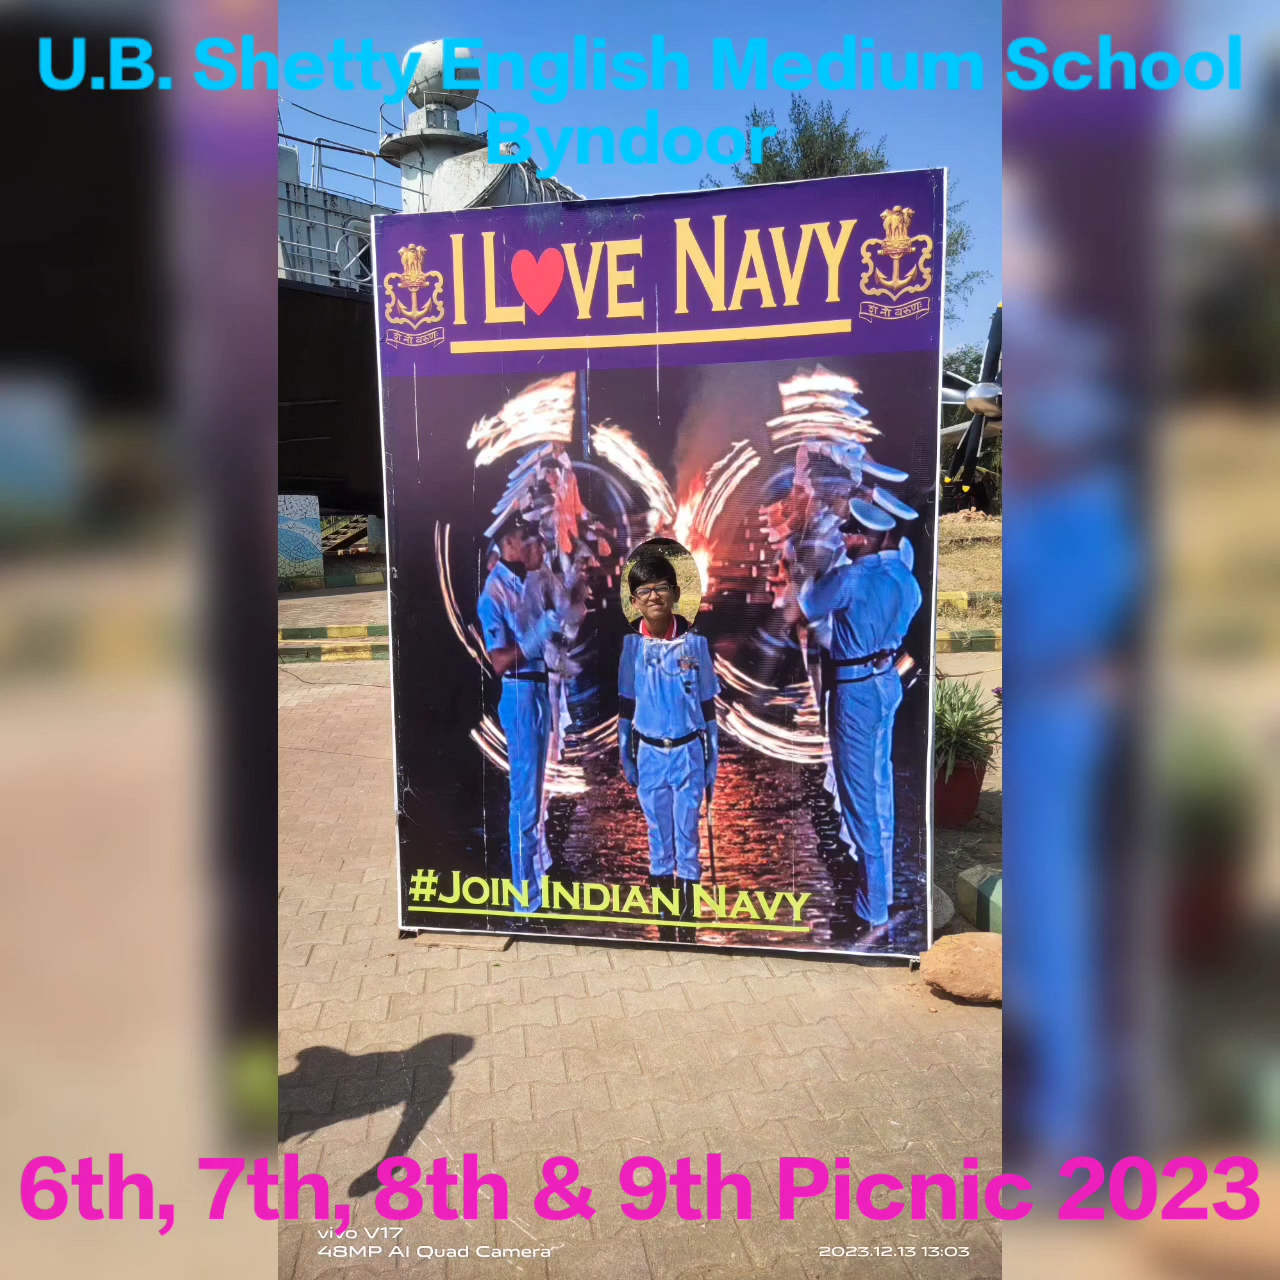 U.B. Shetty English Medium School
Byndoor
I LOVE NAVY
शं नो वरुणः
शं नो वरुणः
#JOIN INDIAN NAVY
6th, 7th, 8th & 9th Picnic 2023
vivo V17
48MP AI Quad Camera
2023.12.13 13:03